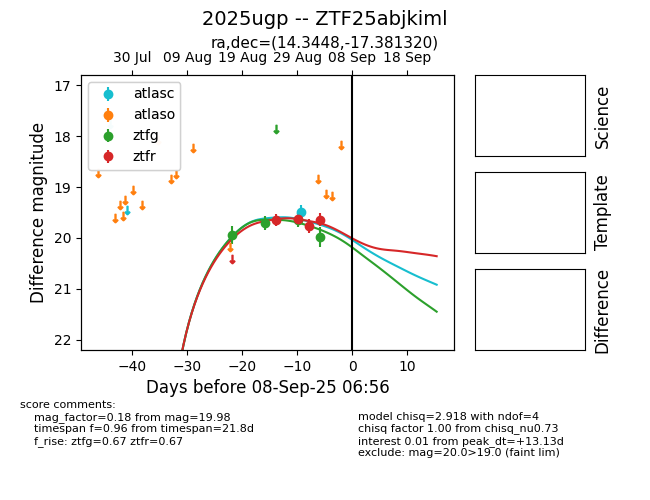 2025ugp -- ZTF25abjkiml
ra,dec=(14.3448,-17.381320)
30 Jul 09 Aug 19 Aug 29 Aug 08 Sep 18 Sep
17
18
19
20
21
22
Difference magnitude
atlasc
atlaso
ztfg
ztfr
−40 −30 −20 −10 0 10
Days before 08-Sep-25 06:56
Science
Template
Difference
score comments:
mag_factor=0.18 from mag=19.98
timespan f=0.96 from timespan=21.8d
f_rise: ztfg=0.67 ztfr=0.67
model chisq=2.918 with ndof=4
chisq factor 1.00 from chisq_nu0.73
interest 0.01 from peak_dt=+13.13d
exclude: mag=20.0>19.0 (faint lim)